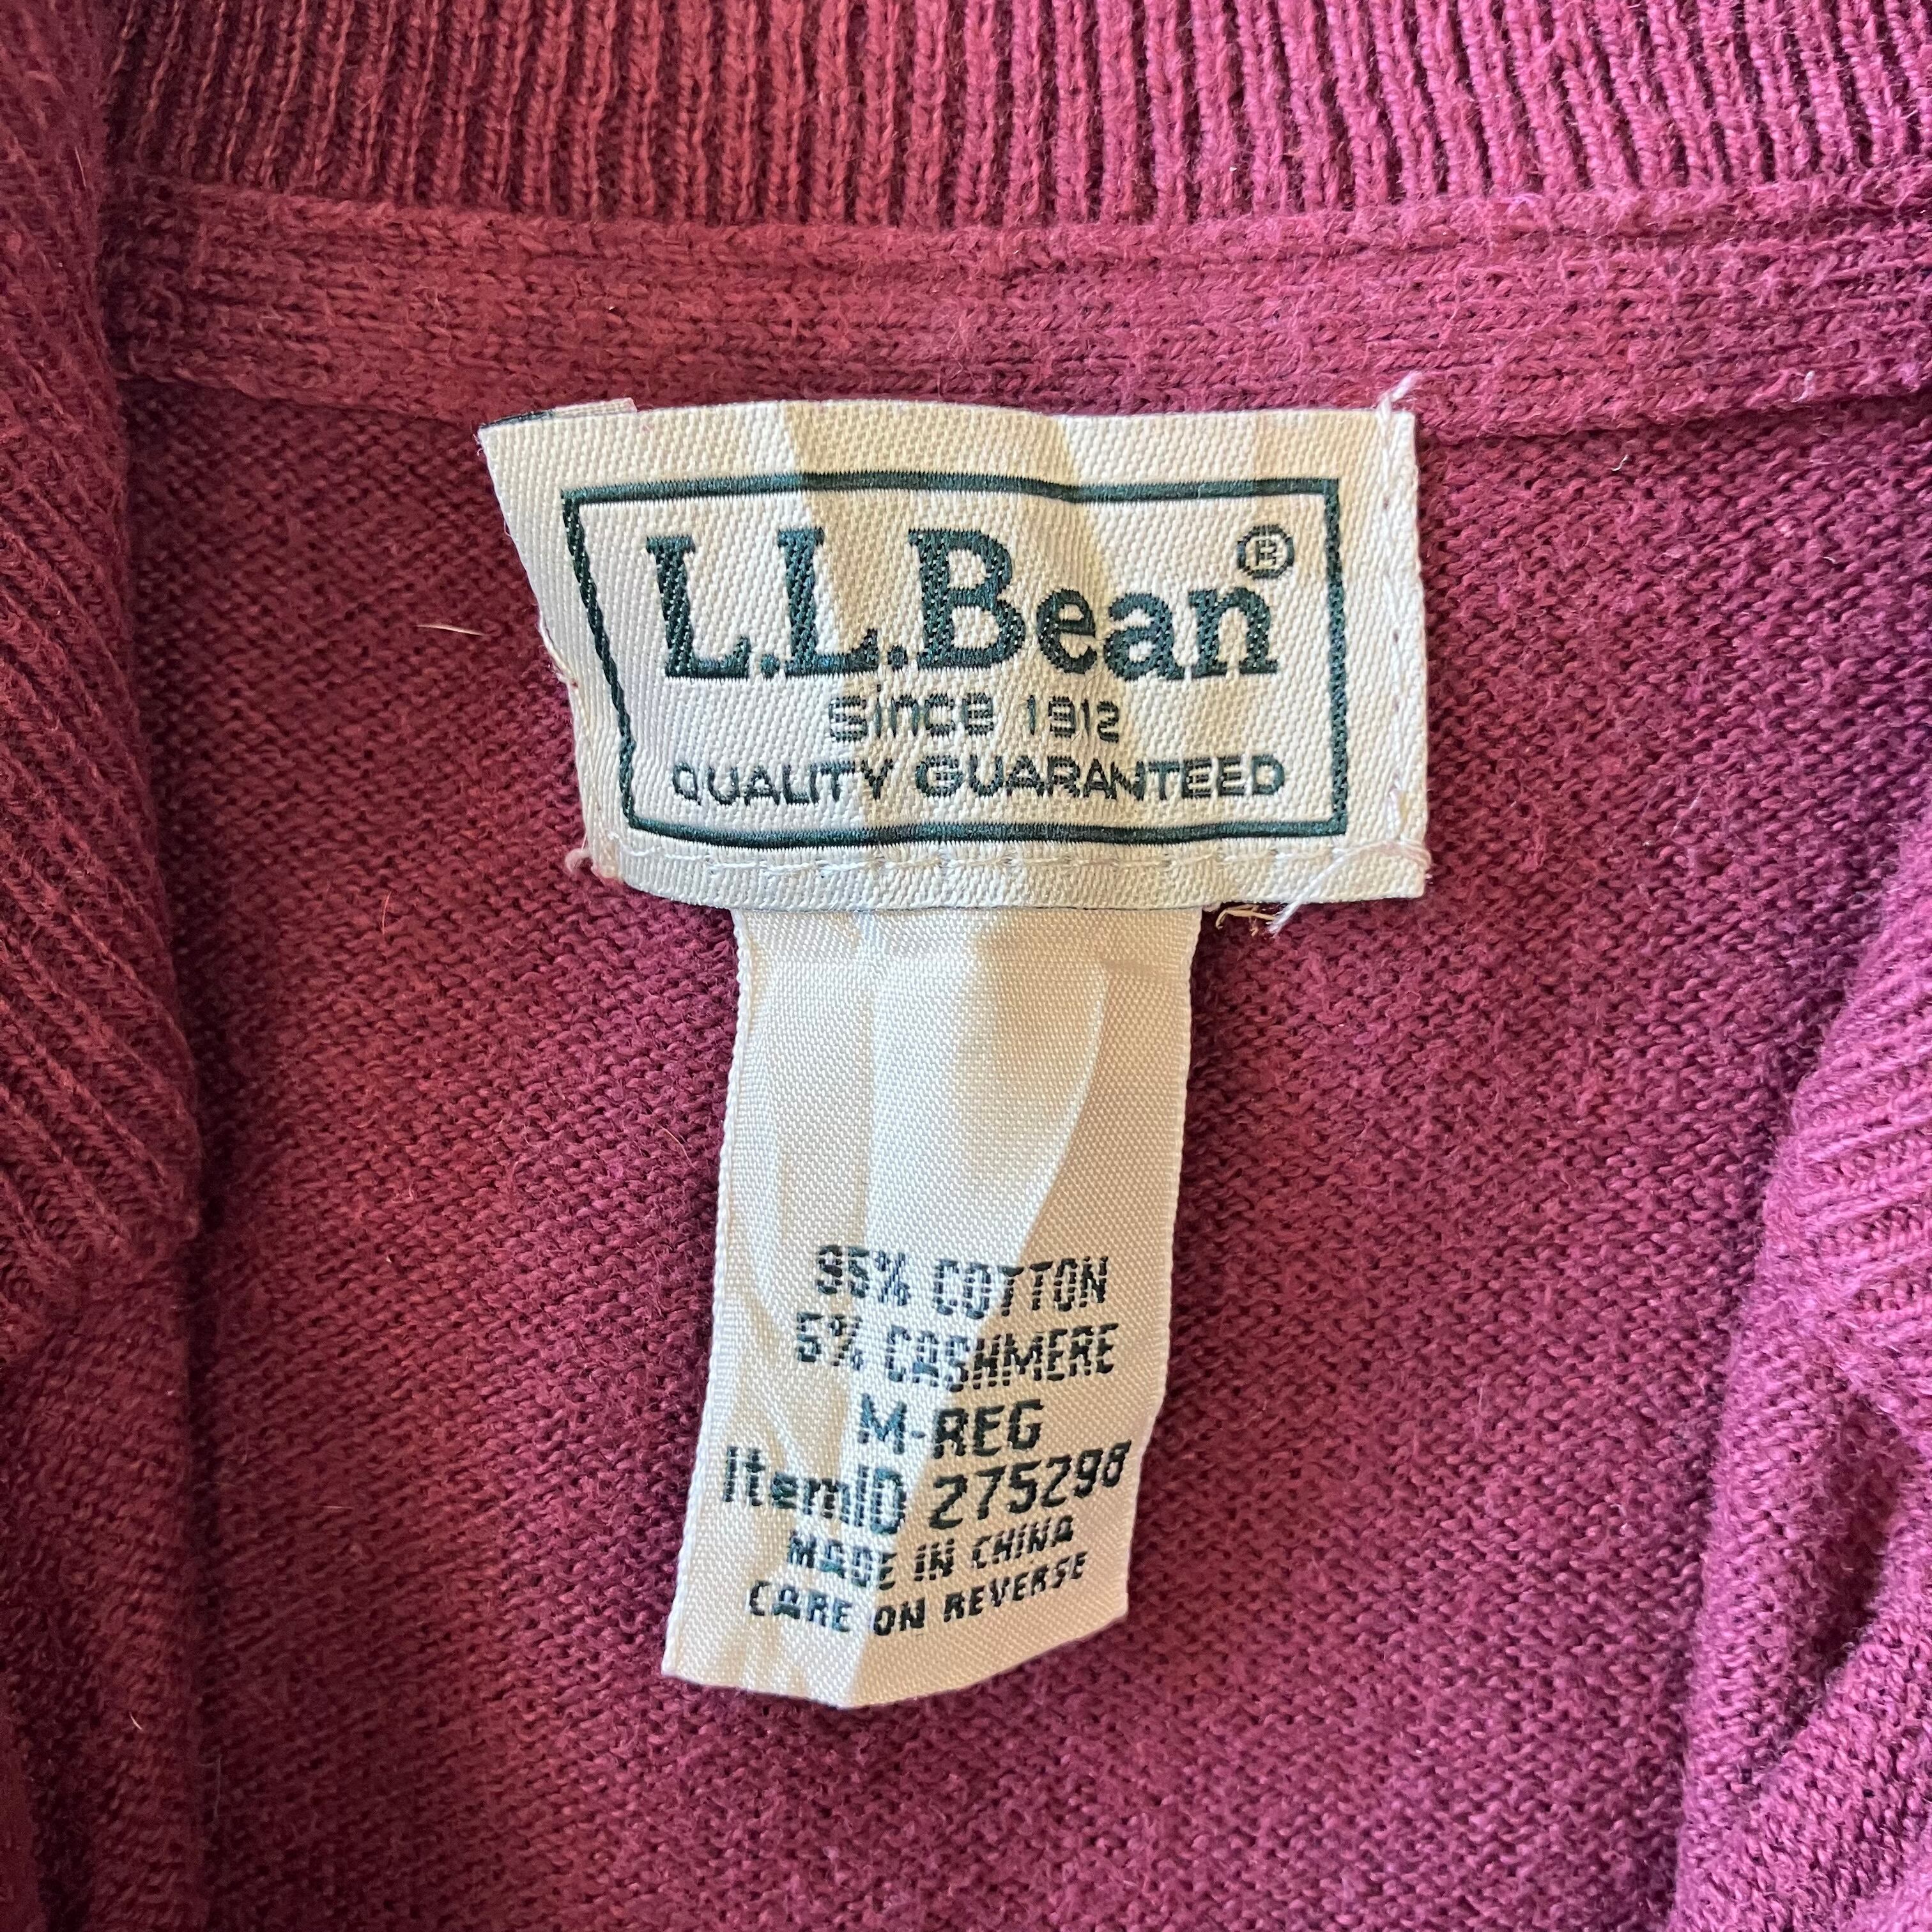 L.L.Bean®
Since 1912
QUALITY GUARANTEED
95% COTTON
5% CASHMERE
M-REG
ItemID 275298
MADE IN CHINA
CARE ON REVERSE